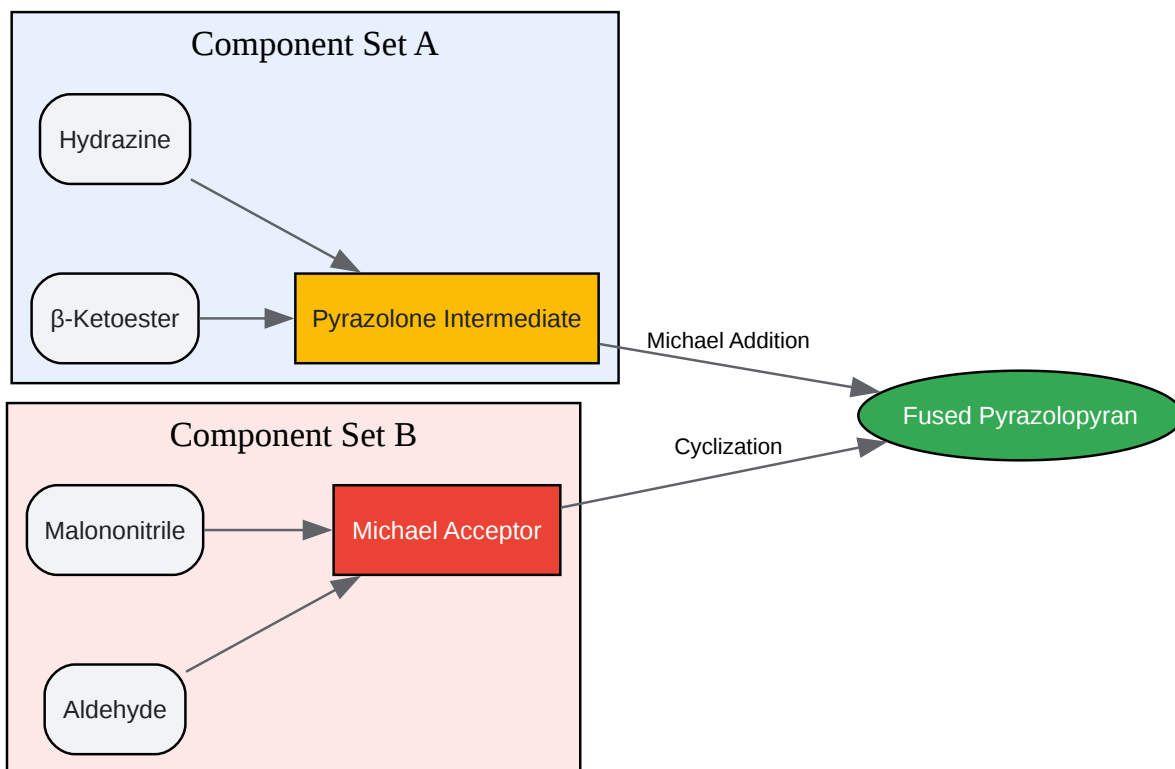 Component Set A
Hydrazine
β-Ketoester
Pyrazolone Intermediate
Michael Addition
Fused Pyrazolopyran
Component Set B
Cyclization
Malononitrile
Michael Acceptor
Aldehyde